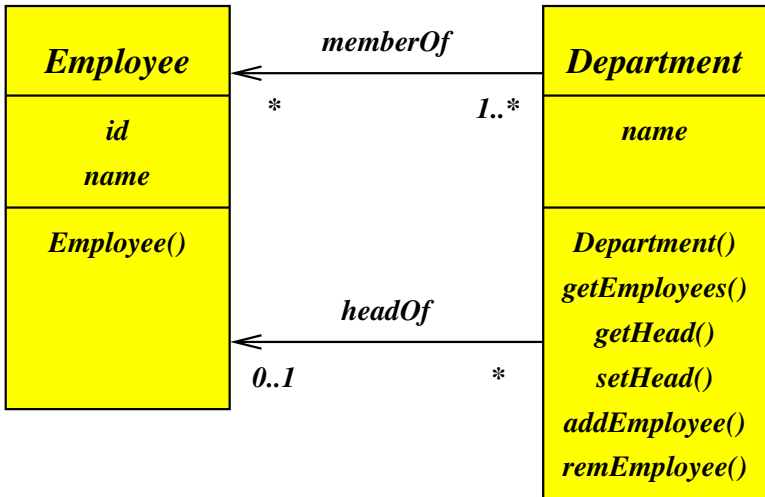 Employee
id
name
Employee()
memberOf
*
1..*
headOf
0..1
*
Department
name
Department()
getEmployees()
getHead()
setHead()
addEmployee()
remEmployee()